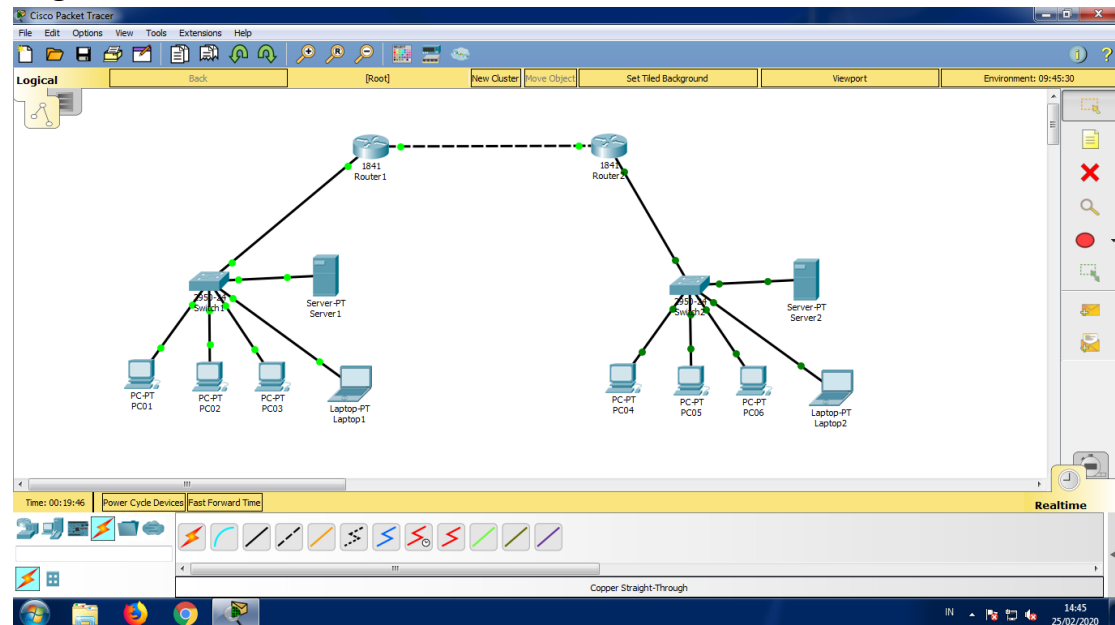 Cisco Packet Tracer
File Edit Options View Tools Extensions Help
Logical Back [Root] New Cluster Move Object Set Tiled Background Viewport Environment: 09:45:30
1841
Router1
1841
Router2
2950-24
Switch1
Server-PT
Server1
2950-24
Switch2
Server-PT
Server2
PC-PT
PC01
PC-PT
PC02
PC-PT
PC03
Laptop-PT
Laptop1
PC-PT
PC04
PC-PT
PC05
PC-PT
PC06
Laptop-PT
Laptop2
Time: 00:19:46 Power Cycle Devices Fast Forward Time Realtime
Copper Straight-Through
IN 14:45
25/02/2020